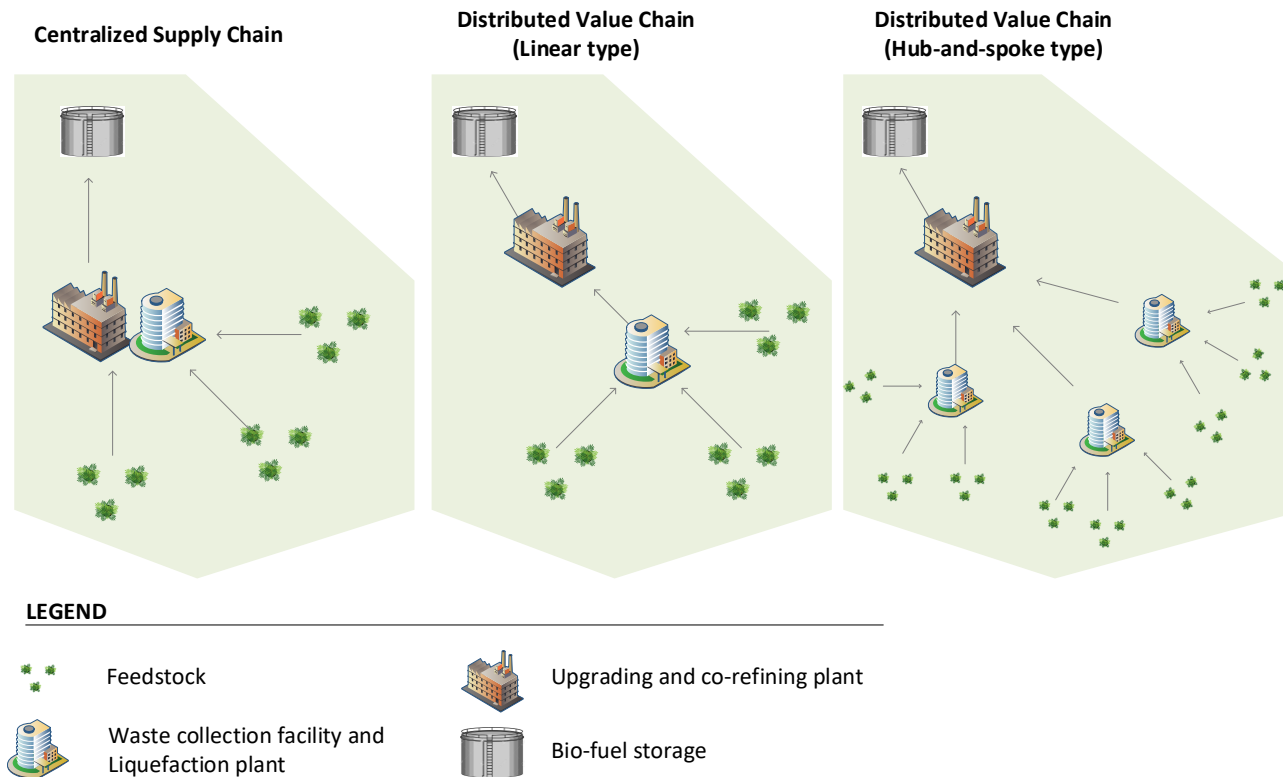 Centralized Supply Chain
Distributed Value Chain
(Linear type)
Distributed Value Chain
(Hub-and-spoke type)
LEGEND
Feedstock
Upgrading and co-refining plant
Waste collection facility and
Liquefaction plant
Bio-fuel storage